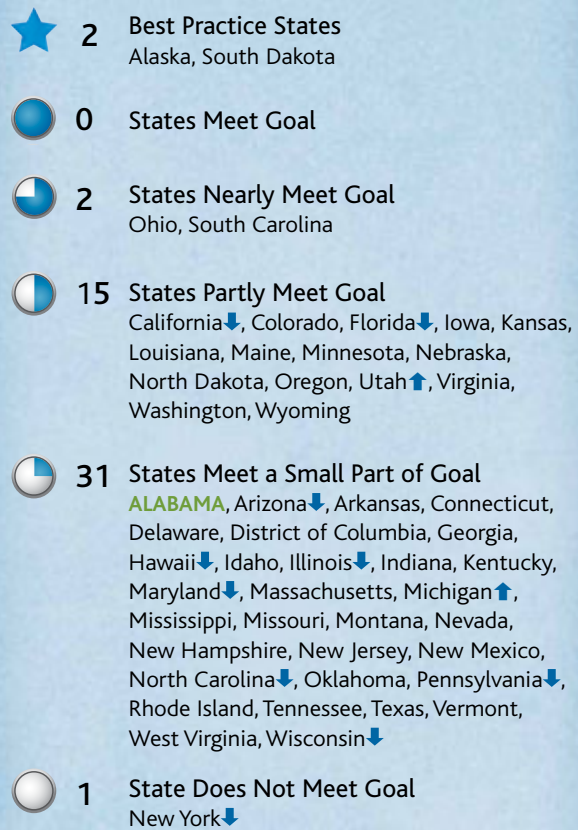 2 Best Practice States
Alaska, South Dakota
0 States Meet Goal
2 States Nearly Meet Goal
Ohio, South Carolina
15 States Partly Meet Goal
California⬇, Colorado, Florida⬇, Iowa, Kansas,
Louisiana, Maine, Minnesota, Nebraska,
North Dakota, Oregon, Utah⬆, Virginia,
Washington, Wyoming
31 States Meet a Small Part of Goal
ALABAMA, Arizona⬇, Arkansas, Connecticut,
Delaware, District of Columbia, Georgia,
Hawaii⬇, Idaho, Illinois⬇, Indiana, Kentucky,
Maryland⬇, Massachusetts, Michigan⬆,
Mississippi, Missouri, Montana, Nevada,
New Hampshire, New Jersey, New Mexico,
North Carolina⬇, Oklahoma, Pennsylvania⬇,
Rhode Island, Tennessee, Texas, Vermont,
West Virginia, Wisconsin⬇
1 State Does Not Meet Goal
New York⬇